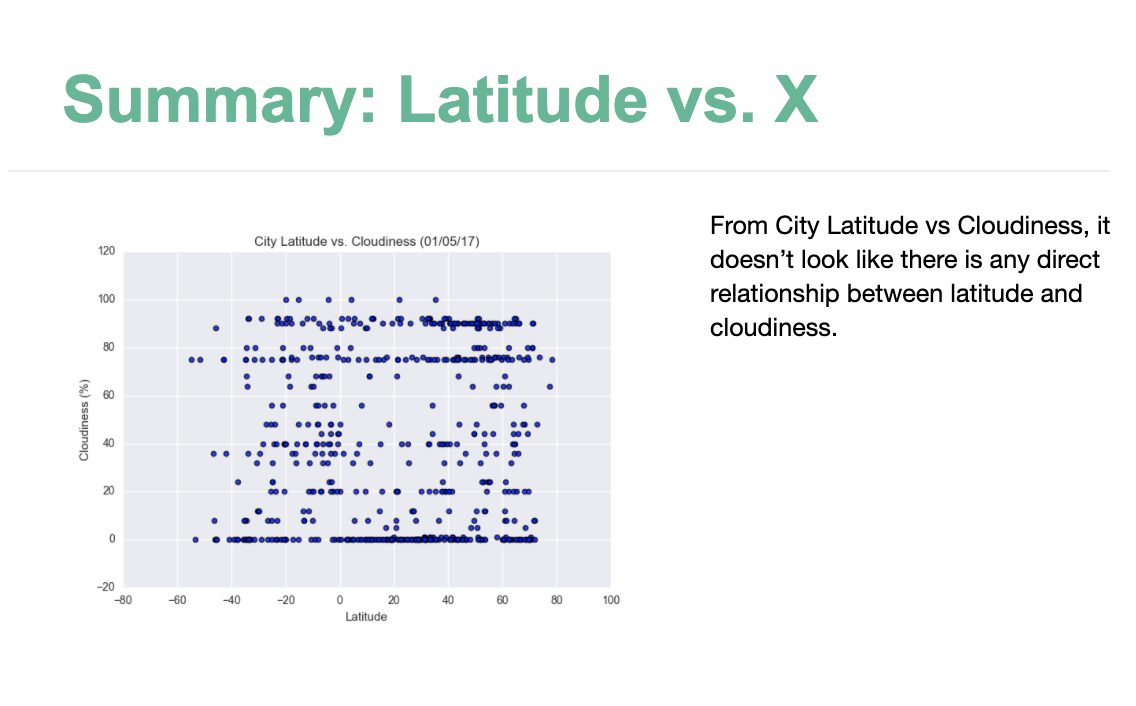 Summary: Latitude vs. X
City Latitude vs. Cloudiness (01/05/17)
120
100
80
60
40
20
0
−20
Cloudiness (%)
−80 −60 −40 −20 0 20 40 60 80 100
Latitude
From City Latitude vs Cloudiness, it
doesn’t look like there is any direct
relationship between latitude and
cloudiness.